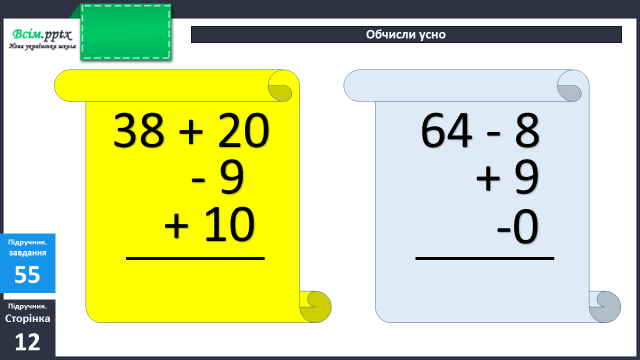 Всім.pptx
Нова українська школа
Обчисли усно
38 + 20
- 9
+ 10
64 - 8
+ 9
-0
Підручник.
завдання
55
Підручник.
Сторінка
12